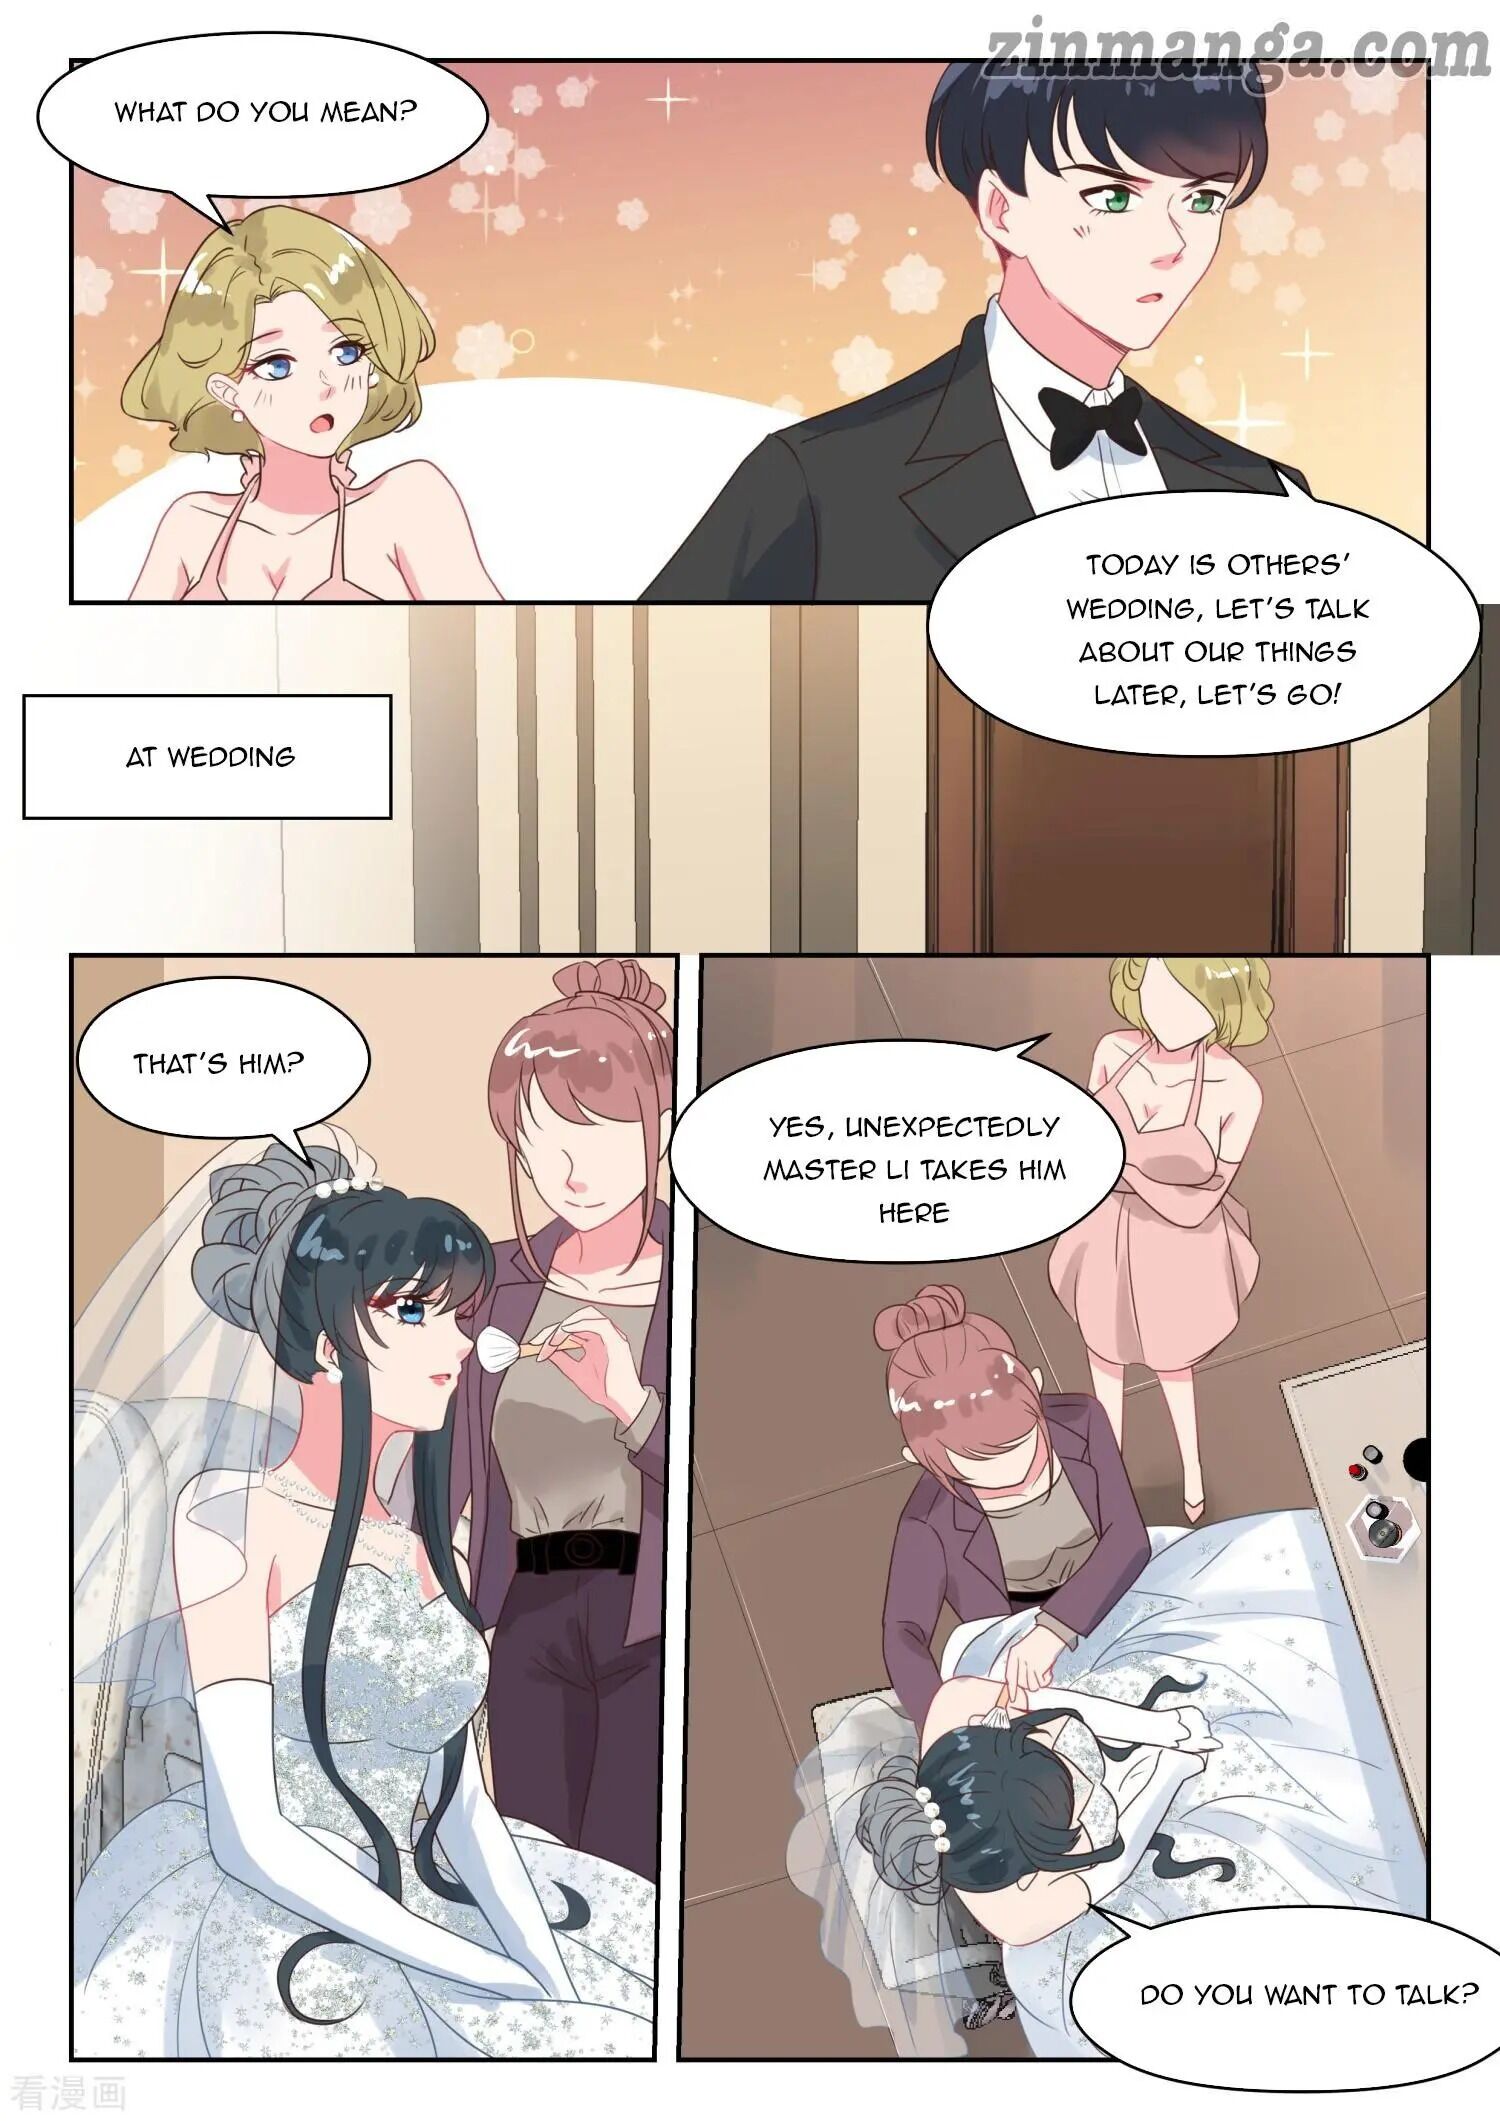 zinmanga.com
WHAT DO YOU MEAN?
TODAY IS OTHERS'
WEDDING, LET'S TALK
ABOUT OUR THINGS
LATER, LET'S GO!
AT WEDDING
THAT'S HIM?
YES, UNEXPECTEDLY
MASTER LI TAKES HIM
HERE
DO YOU WANT TO TALK?
看漫画